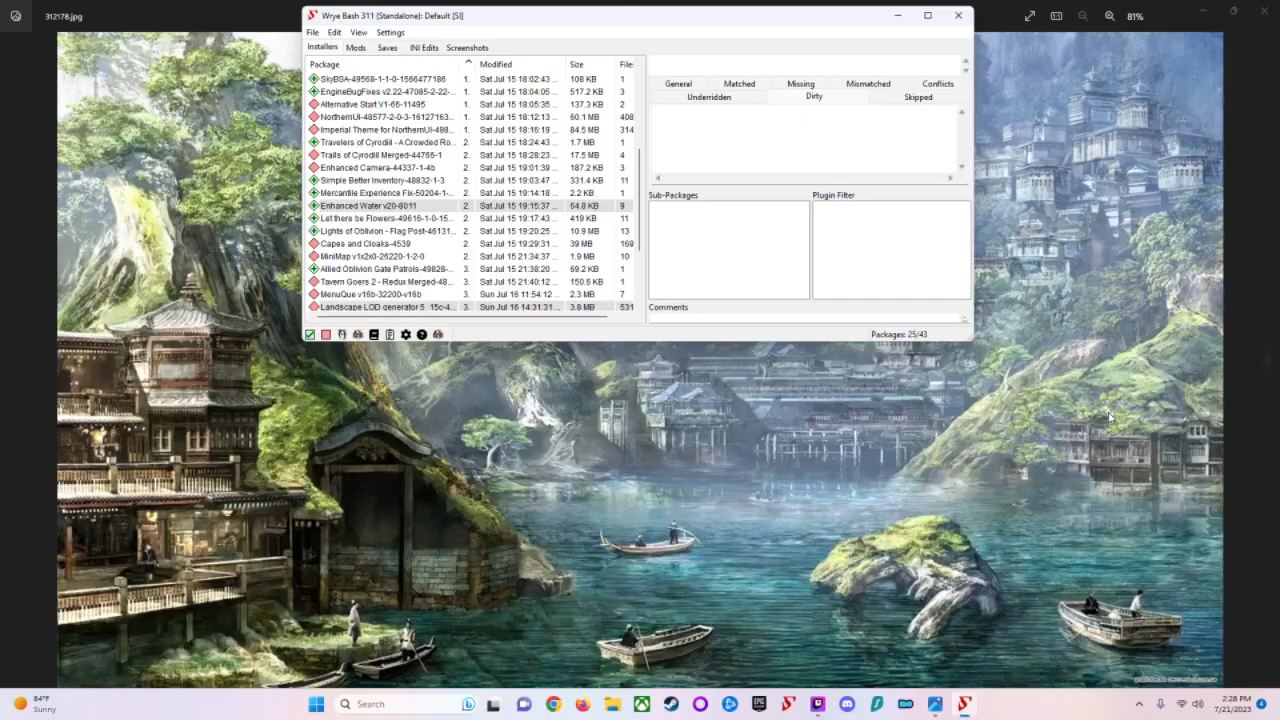 312178.jpg
81%
Wrye Bash 311 (Standalone): Default [SI]
File Edit View Settings
Installers Mods Saves INI Edits Screenshots
Package Modified Size File
SkyBSA-49568-1-1-0-1566477186 1. Sat Jul 15 18:02:43 ... 108 KB 1
EngineBugFixes v2.22-47085-2-22-... 1. Sat Jul 15 18:04:05 ... 517.2 KB 3
Alternative Start V1-66-11495 1. Sat Jul 15 18:05:35 ... 137.3 KB 2
NorthernUI-48577-2-0-3-16127163... 1. Sat Jul 15 18:12:13 ... 60.1 MB 408
Imperial Theme for NorthernUI-498... 1. Sat Jul 15 18:16:19 ... 84.5 MB 314
Travelers of Cyrodiil - A Crowded Ro... 2. Sat Jul 15 18:24:43 ... 1.7 MB 1
Trails of Cyrodiil Merged-44765-1 2. Sat Jul 15 18:28:23 ... 17.5 MB 4
Enhanced Camera-44337-1-4b 2. Sat Jul 15 19:01:39 ... 187.2 KB 3
Simple Better Inventory-48832-1-3 2. Sat Jul 15 19:03:47 ... 331.4 KB 11
Mercantile Experience Fix-50204-1-... 2. Sat Jul 15 19:14:18 ... 2.2 KB 1
Enhanced Water v20-8011 2. Sat Jul 15 19:15:37 ... 64.8 KB 9
Let there be Flowers-49616-1-0-15... 2. Sat Jul 15 19:17:43 ... 419 KB 11
Lights of Oblivion - Flag Post-46131... 2. Sat Jul 15 19:20:25 ... 10.9 MB 13
Capes and Cloaks-4539 2. Sat Jul 15 19:29:31 ... 39 MB 169
MiniMap v1x2x0-26220-1-2-0 2. Sat Jul 15 21:34:37 ... 1.9 MB 10
Allied Oblivion Gate Patrols-49828-... 3. Sat Jul 15 21:38:20 ... 69.2 KB 1
Tavern Goers 2 - Redux Merged-48... 3. Sat Jul 15 21:40:12 ... 150.6 KB 1
MenuQue v16b-32200-v16b 3. Sun Jul 16 11:54:12 ... 2.3 MB 7
Landscape LOD generator 5_15c-4... 3. Sun Jul 16 14:31:31 ... 3.8 MB 531
General Matched Missing Mismatched Conflicts
Underridden Dirty Skipped
Sub-Packages Plugin Filter
Comments
Packages: 25/43
84°F
Sunny
Search
2:28 PM
7/21/2023
4